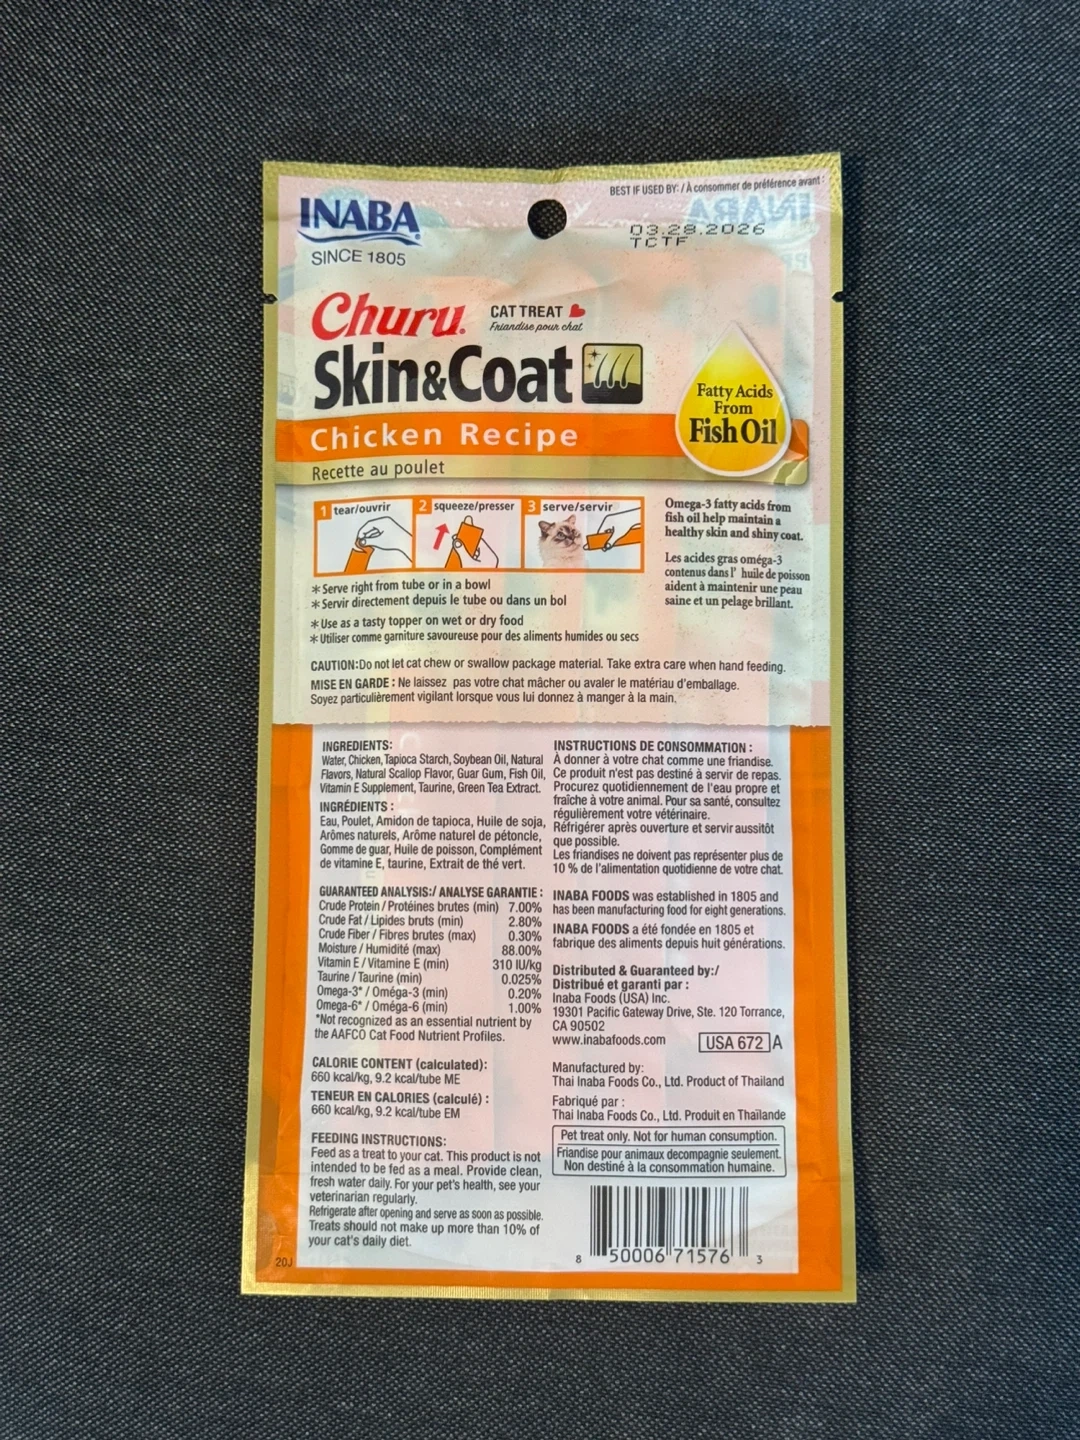 BEST IF USED BY: / À consommer de préférence avant :
03.28.2026
TCTF
INABA
SINCE 1805
Churu
CAT TREAT
Friandise pour chat
Skin&Coat
Fatty Acids
From
Fish Oil
Chicken Recipe
Recette au poulet
1 tear/ouvrir
2 squeeze/presser
3 serve/servir
* Serve right from tube or in a bowl
* Servir directement depuis le tube ou dans un bol
* Use as a tasty topper on wet or dry food
* Utiliser comme garniture savoureuse pour des aliments humides ou secs
Omega-3 fatty acids from
fish oil help maintain a
healthy skin and shiny coat.
Les acides gras oméga-3
contenus dans l' huile de poisson
aident à maintenir une peau
saine et un pelage brillant.
CAUTION:Do not let cat chew or swallow package material. Take extra care when hand feeding.
MISE EN GARDE : Ne laissez pas votre chat mâcher ou avaler le matériau d'emballage.
Soyez particulièrement vigilant lorsque vous lui donnez à manger à la main.
INGREDIENTS:
Water, Chicken, Tapioca Starch, Soybean Oil, Natural
Flavors, Natural Scallop Flavor, Guar Gum, Fish Oil,
Vitamin E Supplement, Taurine, Green Tea Extract.
INGRÉDIENTS :
Eau, Poulet, Amidon de tapioca, Huile de soja,
Arômes naturels, Arôme naturel de pétoncle,
Gomme de guar, Huile de poisson, Complément
de vitamine E, taurine, Extrait de thé vert.
GUARANTEED ANALYSIS:/ ANALYSE GARANTIE :
Crude Protein / Protéines brutes (min) 7.00%
Crude Fat / Lipides bruts (min) 2.80%
Crude Fiber / Fibres brutes (max) 0.30%
Moisture / Humidité (max) 88.00%
Vitamin E / Vitamine E (min) 310 IU/kg
Taurine / Taurine (min) 0.025%
Omega-3* / Oméga-3 (min) 0.20%
Omega-6* / Oméga-6 (min) 1.00%
*Not recognized as an essential nutrient by
the AAFCO Cat Food Nutrient Profiles.
CALORIE CONTENT (calculated):
660 kcal/kg, 9.2 kcal/tube ME
TENEUR EN CALORIES (calculé) :
660 kcal/kg, 9.2 kcal/tube EM
FEEDING INSTRUCTIONS:
Feed as a treat to your cat. This product is not
intended to be fed as a meal. Provide clean,
fresh water daily. For your pet's health, see your
veterinarian regularly.
Refrigerate after opening and serve as soon as possible.
Treats should not make up more than 10% of
your cat's daily diet.
20J
INSTRUCTIONS DE CONSOMMATION :
À donner à votre chat comme une friandise.
Ce produit n'est pas destiné à servir de repas.
Procurez quotidiennement de l'eau propre et
fraîche à votre animal. Pour sa santé, consultez
régulièrement votre vétérinaire.
Réfrigérer après ouverture et servir aussitôt
que possible.
Les friandises ne doivent pas représenter plus de
10 % de l'alimentation quotidienne de votre chat.
INABA FOODS was established in 1805 and
has been manufacturing food for eight generations.
INABA FOODS a été fondée en 1805 et
fabrique des aliments depuis huit générations.
Distributed & Guaranteed by:/
Distribué et garanti par :
Inaba Foods (USA) Inc.
19301 Pacific Gateway Drive, Ste. 120 Torrance,
CA 90502
www.inabafoods.com
USA 672 A
Manufactured by:
Thai Inaba Foods Co., Ltd. Product of Thailand
Fabriqué par :
Thai Inaba Foods Co., Ltd. Produit en Thaïlande
Pet treat only. Not for human consumption.
Friandise pour animaux decompagnie seulement.
Non destiné à la consommation humaine.
8 50006 71576 3